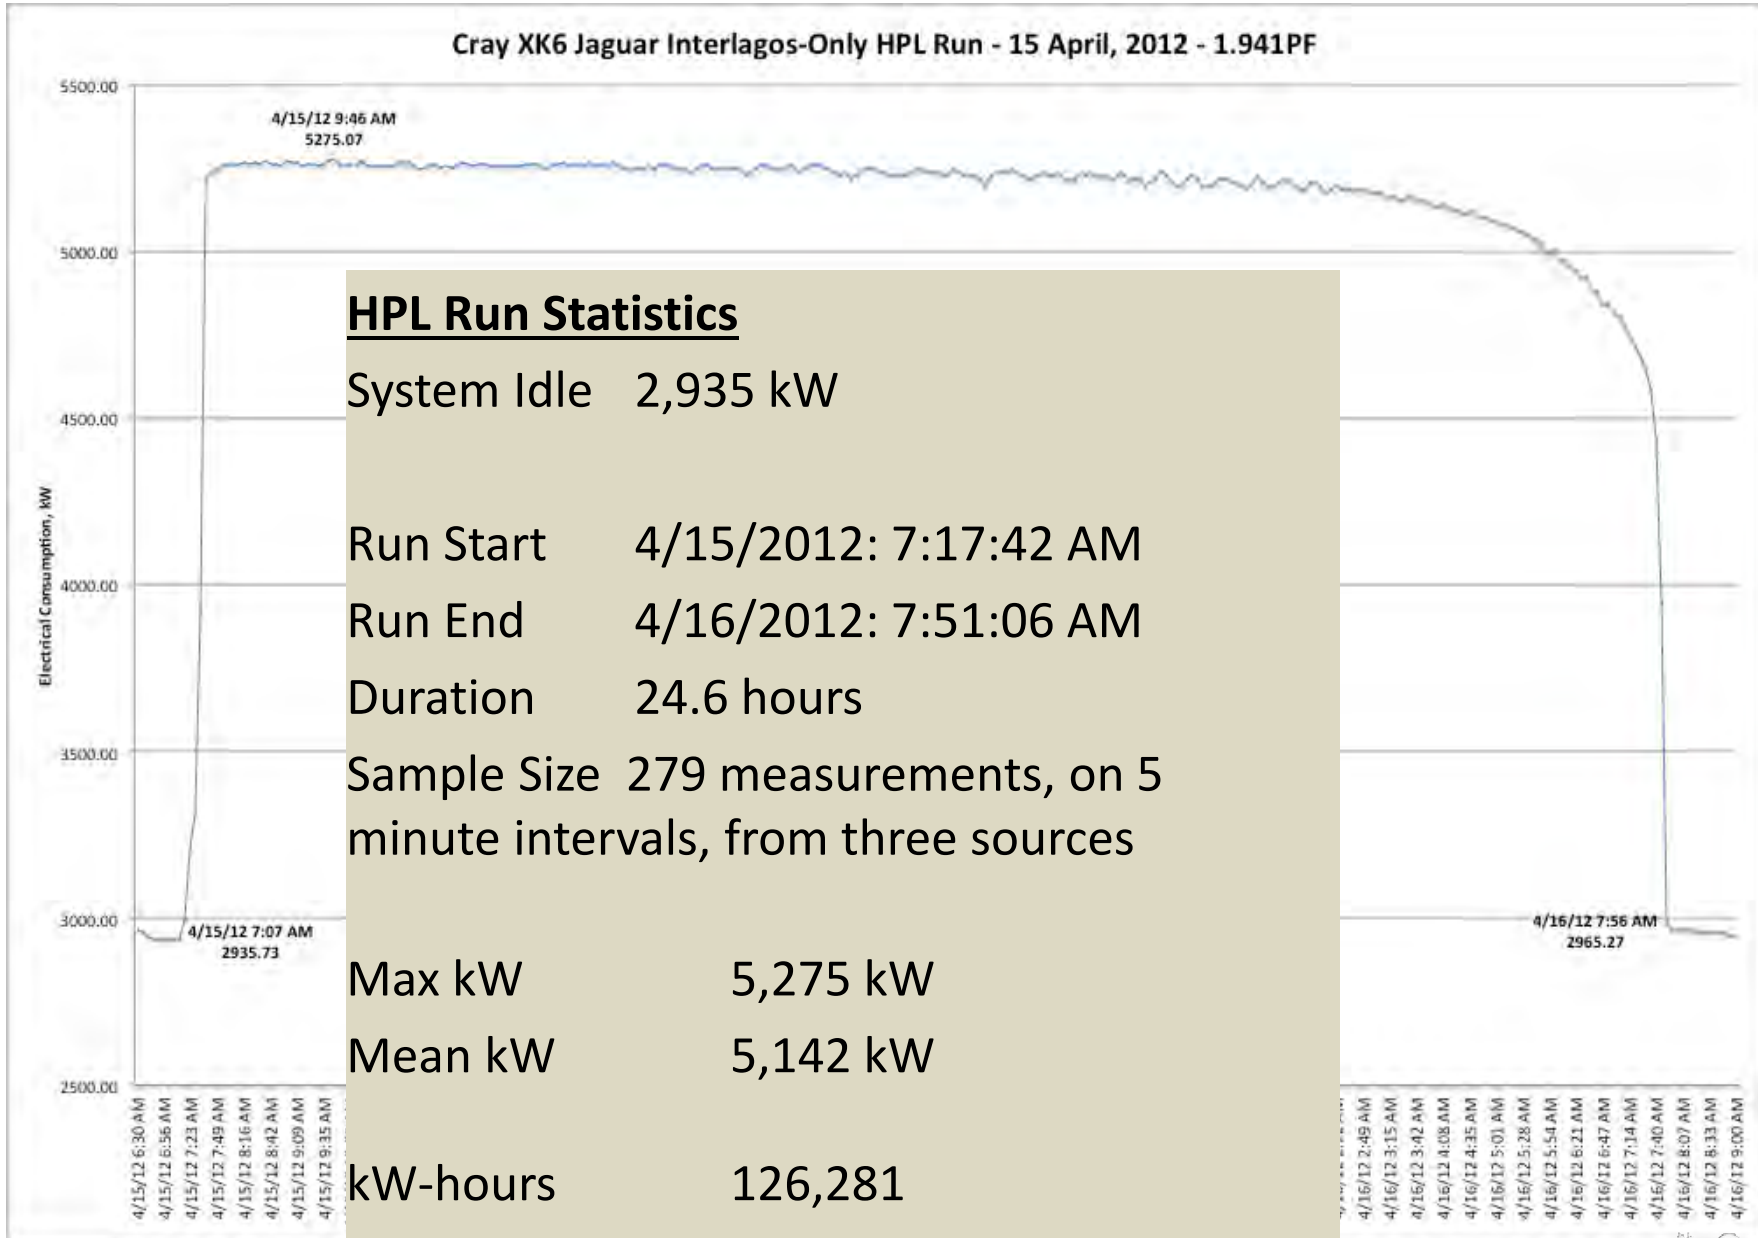 Cray XK6 Jaguar Interlagos-Only HPL Run - 15 April, 2012 - 1.941PF
5500.00
4/15/12 9:46 AM
5275.07
5000.00
HPL Run Statistics
System Idle 2,935 kW
4500.00
Electrical Consumption, kW
Run Start 4/15/2012: 7:17:42 AM
4000.00
Run End 4/16/2012: 7:51:06 AM
Duration 24.6 hours
3500.00
Sample Size 279 measurements, on 5
minute intervals, from three sources
3000.00
4/15/12 7:07 AM
2935.73
4/16/12 7:56 AM
2965.27
Max kW 5,275 kW
Mean kW 5,142 kW
2500.00
kW-hours 126,281
4/15/12 6:30 AM
4/15/12 6:56 AM
4/15/12 7:23 AM
4/15/12 7:49 AM
4/15/12 8:16 AM
4/15/12 8:42 AM
4/15/12 9:09 AM
4/15/12 9:35 AM
4/16/12 2:49 AM
4/16/12 3:15 AM
4/16/12 3:42 AM
4/16/12 4:08 AM
4/16/12 4:35 AM
4/16/12 5:01 AM
4/16/12 5:28 AM
4/16/12 5:54 AM
4/16/12 6:21 AM
4/16/12 6:47 AM
4/16/12 7:14 AM
4/16/12 7:40 AM
4/16/12 8:07 AM
4/16/12 8:33 AM
4/16/12 9:00 AM